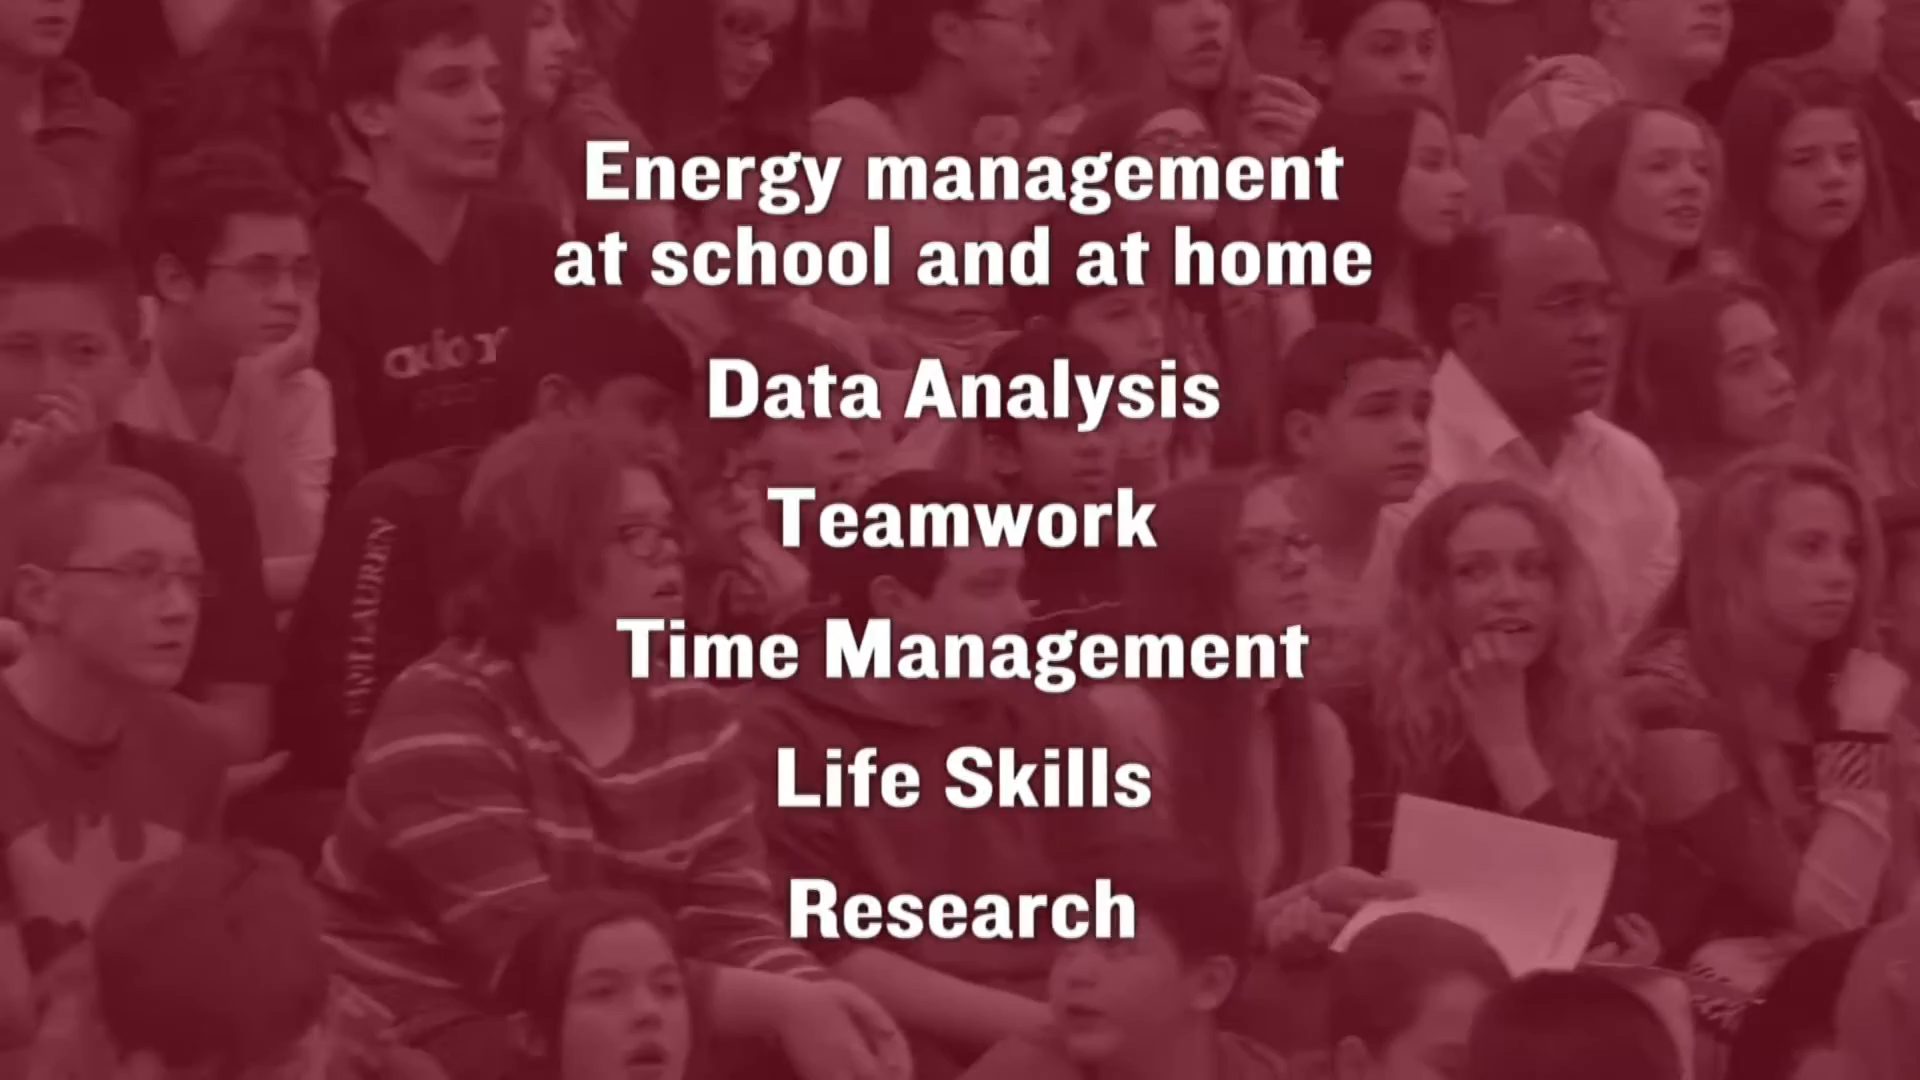 Energy management
at school and at home
Data Analysis
Teamwork
Time Management
Life Skills
Research